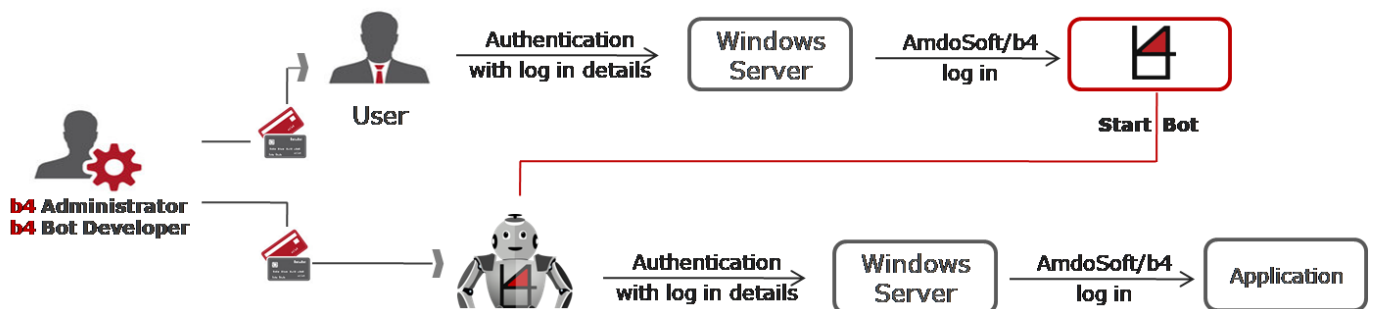 Authentication
with log in details
Windows
Server
AmdoSoft/b4
log in
User
Start Bot
b4 Administrator
b4 Bot Developer
Authentication
with log in details
Windows
Server
AmdoSoft/b4
log in
Application